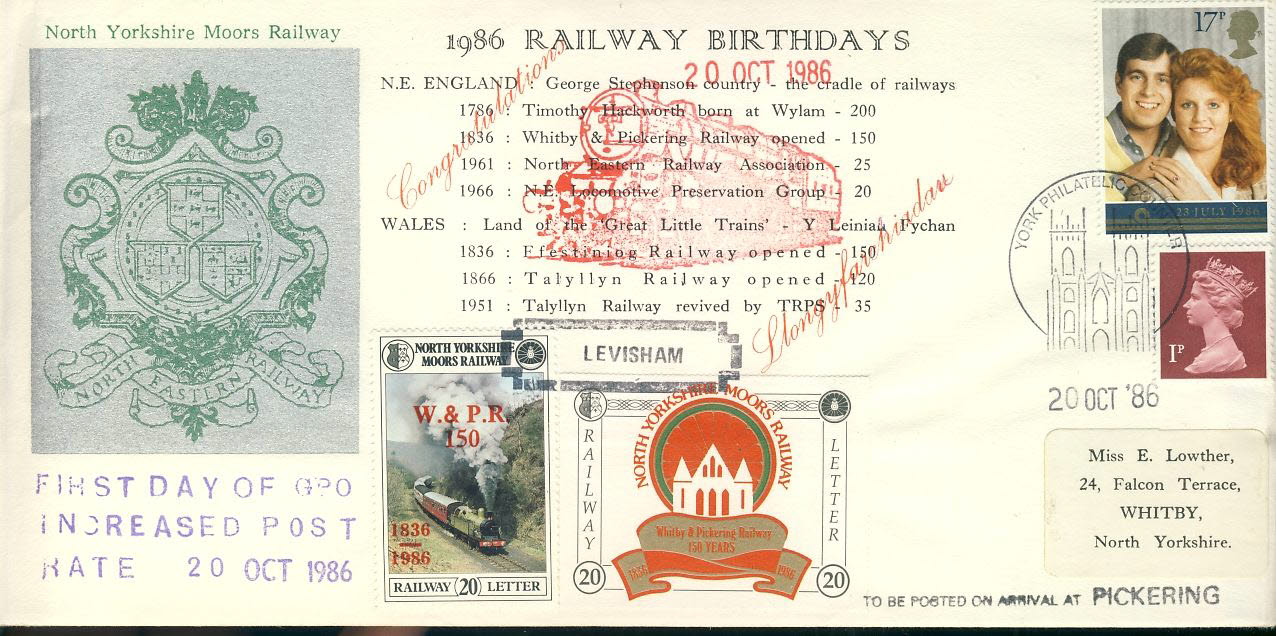 North Yorkshire Moors Railway
NORTH EASTERN RAILWAY
FIRST DAY OF GPO
INCREASED POST
RATE 20 OCT 1986
1986 RAILWAY BIRTHDAYS
20 OCT 1986
Congratulations
N.E. ENGLAND : George Stephenson country - the cradle of railways
1786 : Timothy Hackworth born at Wylam - 200
1836 : Whitby & Pickering Railway opened - 150
1961 : North Eastern Railway Association - 25
1966 : N.E. Locomotive Preservation Group - 20
WALES : Land of the 'Great Little Trains' - Y Leiniau Fychan
1836 : Ffestiniog Railway opened - 150
1866 : Talyllyn Railway opened - 120
1951 : Talyllyn Railway revived by TRPS - 35
LEVISHAM
NORTH YORKSHIRE
MOORS RAILWAY
W. & P.R.
150
1836
1986
RAILWAY (20) LETTER
NORTH YORKSHIRE MOORS RAILWAY
RAILWAY
LETTER
Whitby & Pickering Railway
150 YEARS
1836 1986
20 20
17P
23 JULY 1986
YORK PHILATELIC COUNTER
1P
20 OCT '86
Miss E. Lowther,
24, Falcon Terrace,
WHITBY,
North Yorkshire.
TO BE POSTED ON ARRIVAL AT PICKERING